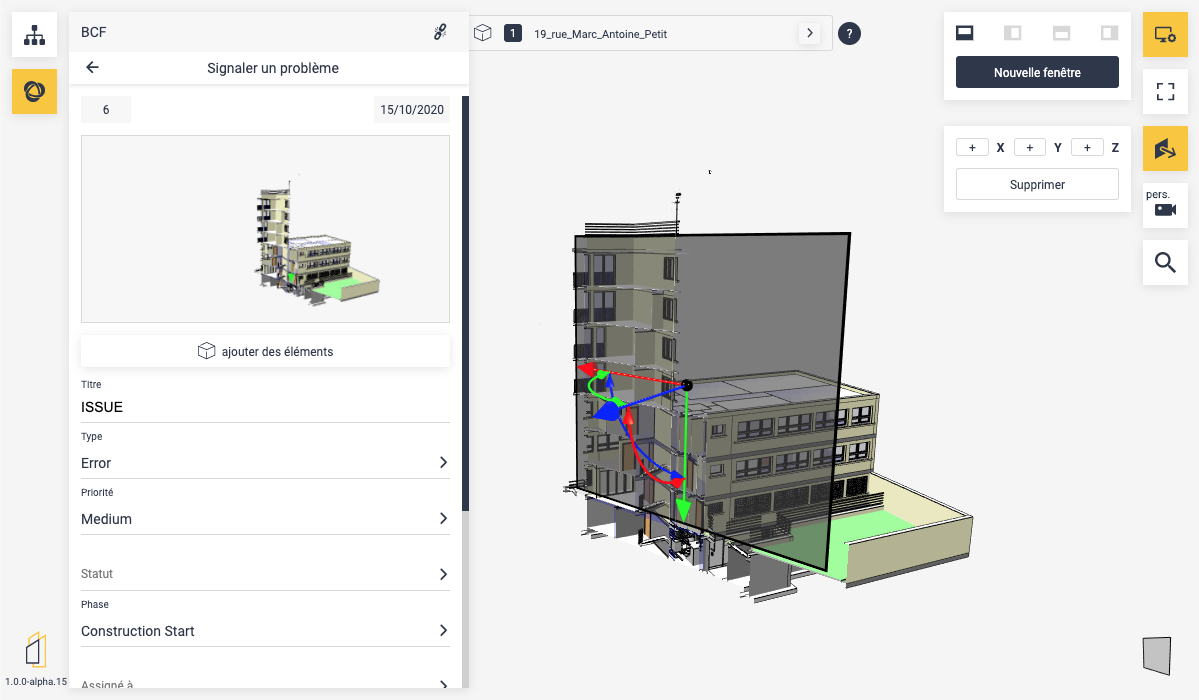 BCF
Signaler un problème
6
15/10/2020
ajouter des éléments
Titre
ISSUE
Type
Error
Priorité
Medium
Statut
Phase
Construction Start
Assigné à
1.0.0-alpha.15
1
19_rue_Marc_Antoine_Petit
?
Nouvelle fenêtre
+ X + Y + Z
Supprimer
pers.